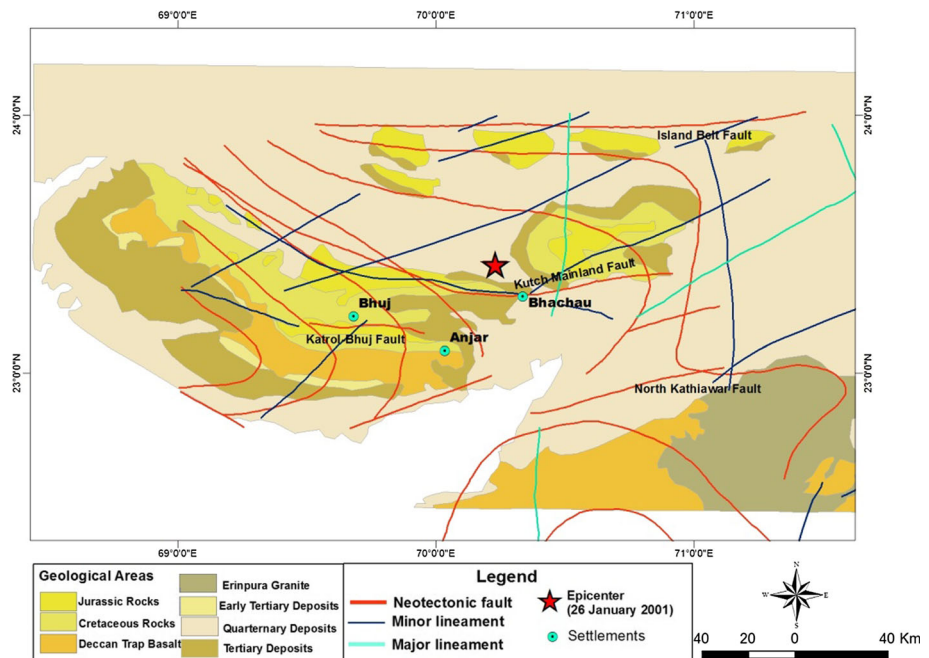 69°0'0"E 70°0'0"E 71°0'0"E
24°0'0"N 24°0'0"N
Island Belt Fault
Kutch Mainland Fault
Bhachau
Bhuj
Katrol-Bhuj Fault
Anjar
23°0'0"N 23°0'0"N
North Kathiawar Fault
69°0'0"E 70°0'0"E 71°0'0"E
Geological Areas
Jurassic Rocks
Cretaceous Rocks
Deccan Trap Basalt
Erinpura Granite
Early Tertiary Deposits
Quarternary Deposits
Tertiary Deposits
Legend
Neotectonic fault
Minor lineament
Major lineament
Epicenter
(26 January 2001)
Settlements
N
W E
S
40 20 0 40 Km